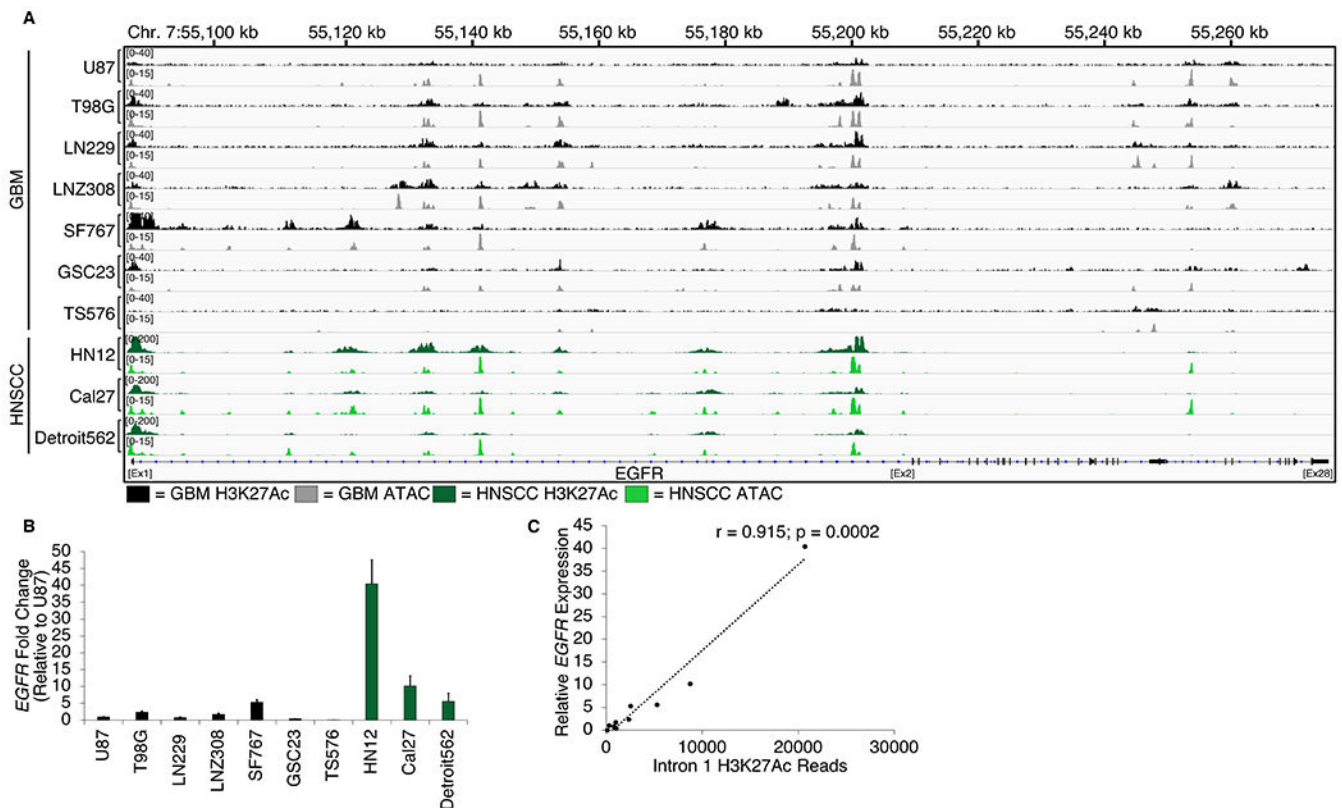 A
Chr. 7:55,100 kb 55,120 kb 55,140 kb 55,160 kb 55,180 kb 55,200 kb 55,220 kb 55,240 kb 55,260 kb
GBM
U87
[0-40]
[0-15]
T98G
[0-40]
[0-15]
LN229
[0-40]
[0-15]
LNZ308
[0-40]
[0-15]
SF767
[0-15]
GSC23
[0-40]
[0-15]
TS576
[0-40]
[0-15]
HNSCC
HN12
[0-200]
[0-15]
Cal27
[0-200]
[0-15]
Detroit562
[0-200]
[0-15]
[Ex1] EGFR [Ex2] [Ex28]
= GBM H3K27Ac = GBM ATAC = HNSCC H3K27Ac = HNSCC ATAC
B
EGFR Fold Change
(Relative to U87)
50
45
40
35
30
25
20
15
10
5
0
U87
T98G
LN229
LNZ308
SF767
GSC23
TS576
HN12
Cal27
Detroit562
C
r = 0.915; p = 0.0002
Relative EGFR Expression
45
40
35
30
25
20
15
10
5
0
0 10000 20000 30000
Intron 1 H3K27Ac Reads